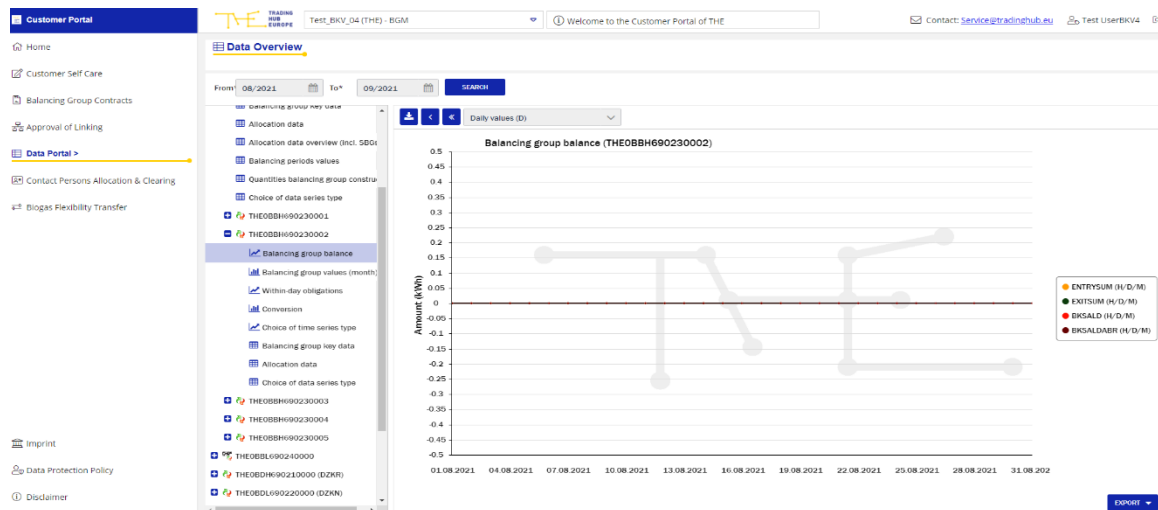 Customer Portal
TRADING
HUB
EUROPE
Test_BKV_04 (THE) - BGM
Welcome to the Customer Portal of THE
Contact: Service@tradinghub.eu
Test UserBKV4
Home
Customer Self Care
Balancing Group Contracts
Approval of Linking
Data Portal >
Contact Persons Allocation & Clearing
Biogas Flexibility Transfer
Imprint
Data Protection Policy
Disclaimer
Data Overview
From* 08/2021 To* 09/2021 SEARCH
Balancing group key data
Allocation data
Allocation data overview (incl. SBG
Balancing periods values
Quantities balancing group constru
Choice of data series type
THE0BBH690230001
THE0BBH690230002
Balancing group balance
Balancing group values (month)
Within-day obligations
Conversion
Choice of time series type
Balancing group key data
Allocation data
Choice of data series type
THE0BBH690230003
THE0BBH690230004
THE0BBH690230005
THE0BBL690240000
THE0BDH690210000 (DZKR)
THE0BDL690220000 (DZKN)
Daily values (D)
Balancing group balance (THE0BBH690230002)
Amount (kWh)
0.5
0.45
0.4
0.35
0.3
0.25
0.2
0.15
0.1
0.05
0
-0.05
-0.1
-0.15
-0.2
-0.25
-0.3
-0.35
-0.4
-0.45
-0.5
01.08.2021 04.08.2021 07.08.2021 10.08.2021 13.08.2021 16.08.2021 19.08.2021 22.08.2021 25.08.2021 28.08.2021 31.08.202
ENTRYSUM (H/D/M)
EXITSUM (H/D/M)
BKSALD (H/D/M)
BKSALDABR (H/D/M)
EXPORT